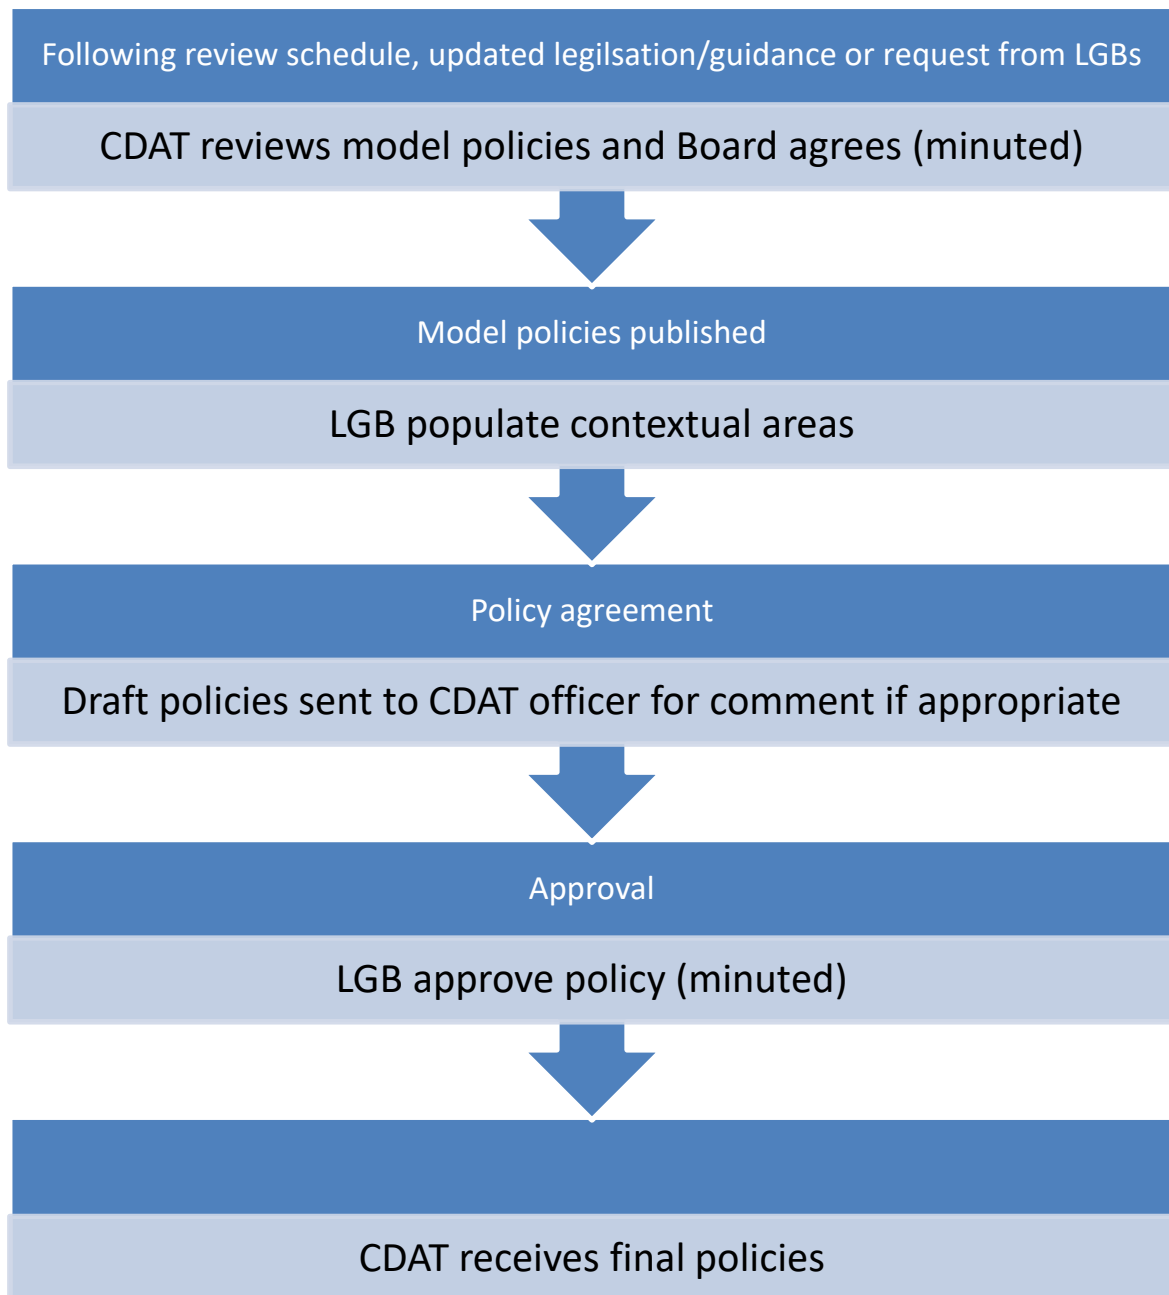 Following review schedule, updated legilsation/guidance or request from LGBs
CDAT reviews model policies and Board agrees (minuted)
Model policies published
LGB populate contextual areas
Policy agreement
Draft policies sent to CDAT officer for comment if appropriate
Approval
LGB approve policy (minuted)
CDAT receives final policies